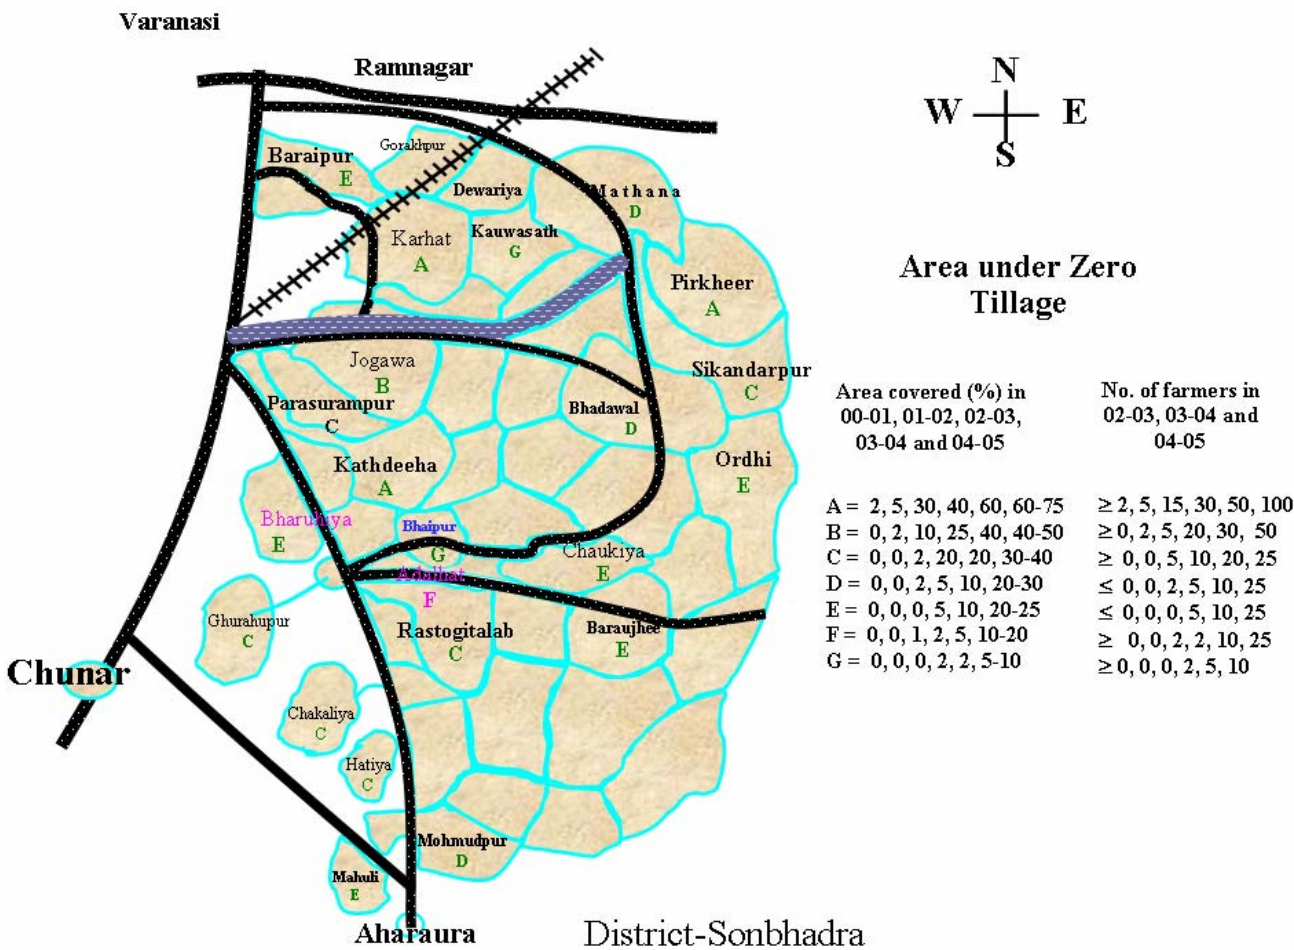 Varanasi
Ramnagar
N
W E
S
Gorakhpur
Baraipur
E
Dewariya
Mathana
D
Karhat
A
Kauwasath
G
Pirkheer
A
Area under Zero
Tillage
Jogawa
B
Sikandarpur
C
Parasurampur
C
Bhadawal
D
Area covered (%) in
00-01, 01-02, 02-03,
03-04 and 04-05
No. of farmers in
02-03, 03-04 and
04-05
Kathdeeha
A
Ordhi
E
Bharuhiya
E
Bhaipur
G
Chaukiya
E
Adalhat
F
A = 2, 5, 30, 40, 60, 60-75 ≥ 2, 5, 15, 30, 50, 100
B = 0, 2, 10, 25, 40, 40-50 ≥ 0, 2, 5, 20, 30, 50
C = 0, 0, 2, 20, 20, 30-40 ≥ 0, 0, 5, 10, 20, 25
D = 0, 0, 2, 5, 10, 20-30 ≤ 0, 0, 2, 5, 10, 25
E = 0, 0, 0, 5, 10, 20-25 ≤ 0, 0, 0, 5, 10, 25
F = 0, 0, 1, 2, 5, 10-20 ≥ 0, 0, 2, 2, 10, 25
G = 0, 0, 0, 2, 2, 5-10 ≥ 0, 0, 0, 2, 5, 10
Ghurahupur
C
Rastogitalab
C
Baraujhee
E
Chunar
Chakaliya
C
Hatiya
C
Mohmudpur
D
Mahuli
E
Aharaura
District-Sonbhadra